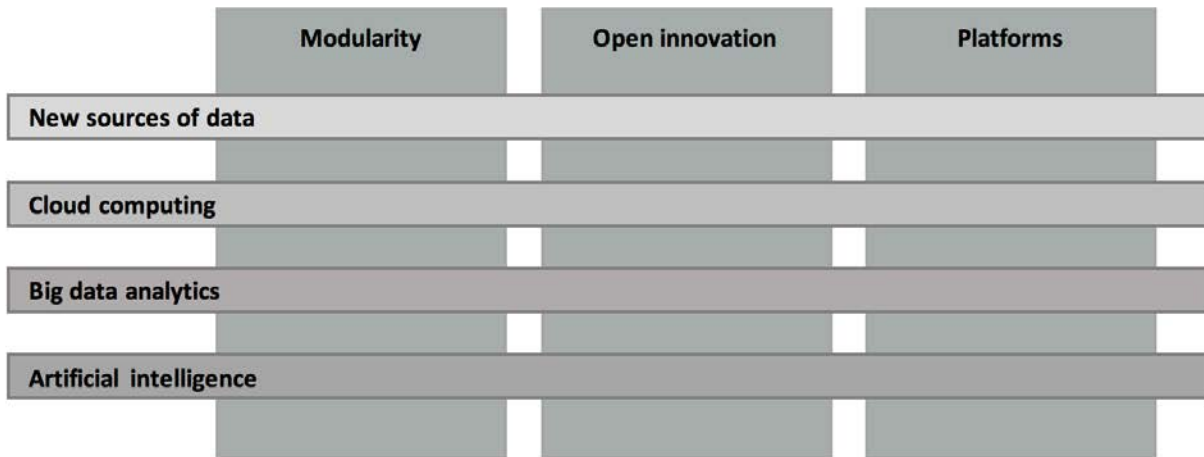 Modularity
Open innovation
Platforms
New sources of data
Cloud computing
Big data analytics
Artificial intelligence